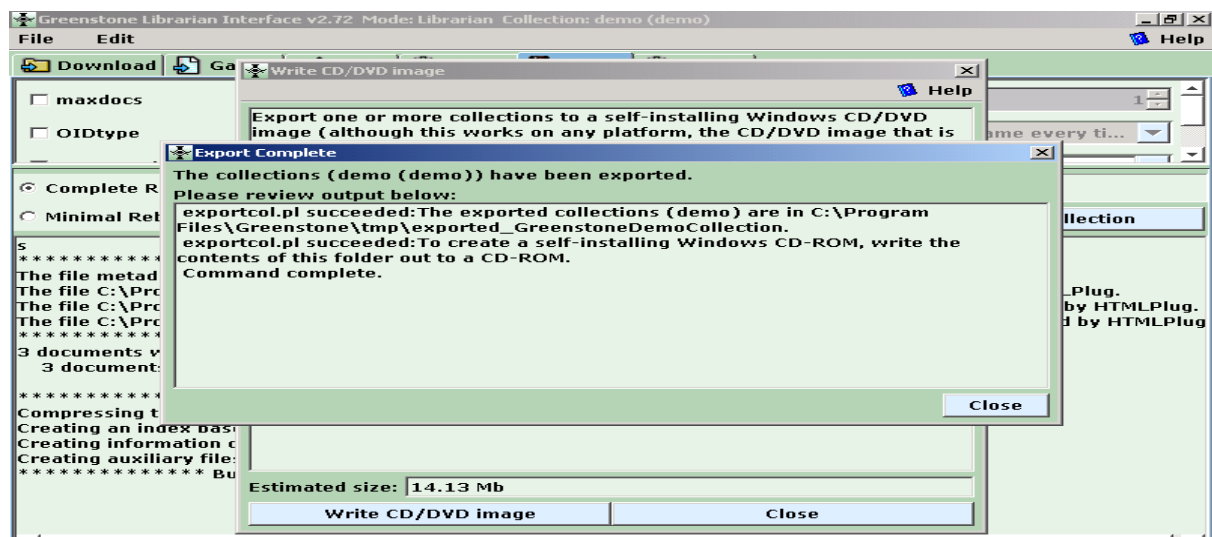 Greenstone Librarian Interface v2.72 Mode: Librarian Collection: demo (demo)
File Edit
Help
Download Ga
Write CD/DVD image
Help
maxdocs
1
Export one or more collections to a self-installing Windows CD/DVD
image (although this works on any platform, the CD/DVD image that is
OIDtype
ame every ti...
Export Complete
The collections (demo (demo)) have been exported.
Please review output below:
exportcol.pl succeeded:The exported collections (demo) are in C:\Program
Files\Greenstone\tmp\exported_GreenstoneDemoCollection.
exportcol.pl succeeded:To create a self-installing Windows CD-ROM, write the
contents of this folder out to a CD-ROM.
Command complete.
Close
Complete R
Minimal Reb
llection
s
***********
The file metad
The file C:\Pro
_Plug.
The file C:\Pro
by HTMLPlug.
The file C:\Pro
d by HTMLPlug
***********
3 documents w
3 document
***********
Compressing t
Creating an index bas
Creating information
Creating auxiliary file
************** Bu
Estimated size: 14.13 Mb
Write CD/DVD image
Close